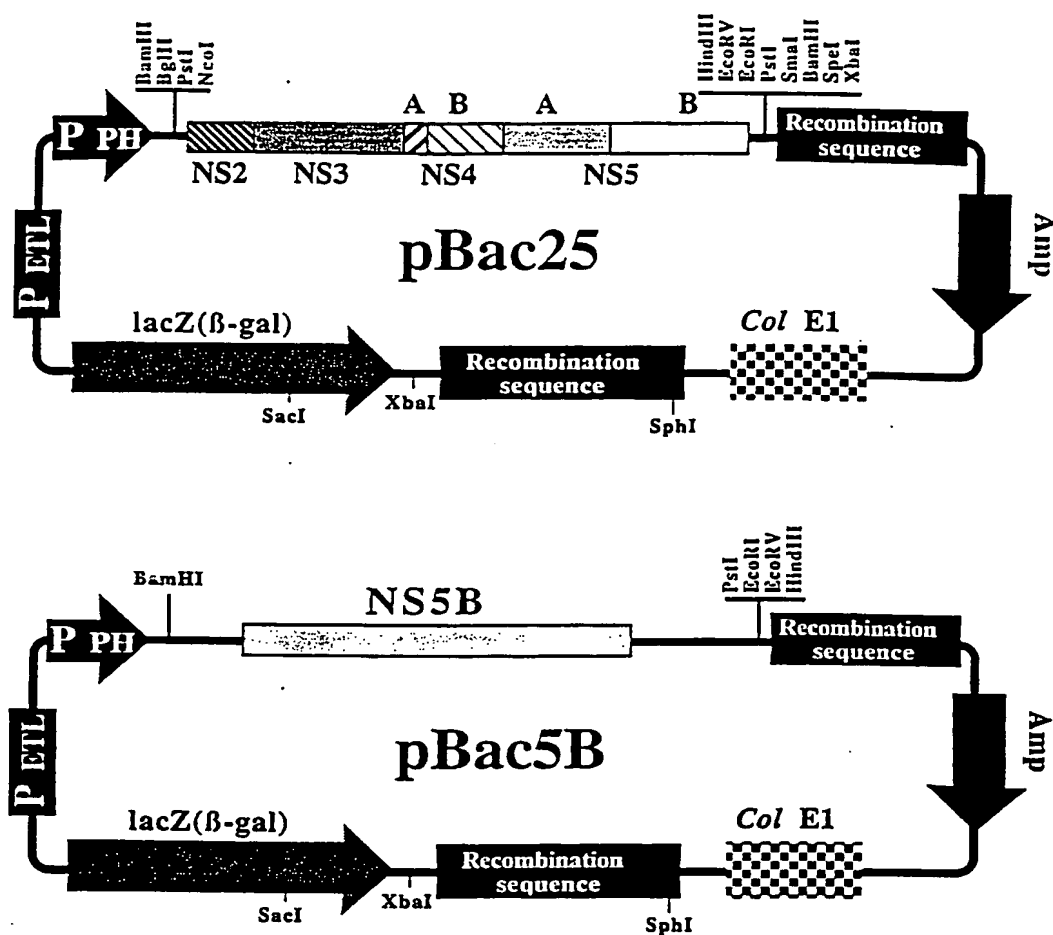 BamHI
BglII
PstI
NcoI
HindIII
EcoRV
EcoRI
PstI
SmaI
BamHI
SpeI
XbaI
A B A B
P PH
Recombination
sequence
NS2 NS3 NS4 NS5
P ETL
pBac25
Amp
lacZ(ß-gal)
Col E1
Recombination
sequence
SacI
XbaI
SphI
BamHI
PstI
EcoRI
EcoRV
HindIII
NS5B
P PH
Recombination
sequence
P ETL
pBac5B
Amp
lacZ(ß-gal)
Col E1
Recombination
sequence
SacI
XbaI
SphI